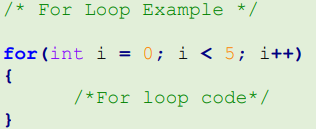 /* For Loop Example */
for(int i = 0; i < 5; i++)
{
/*For loop code*/
}